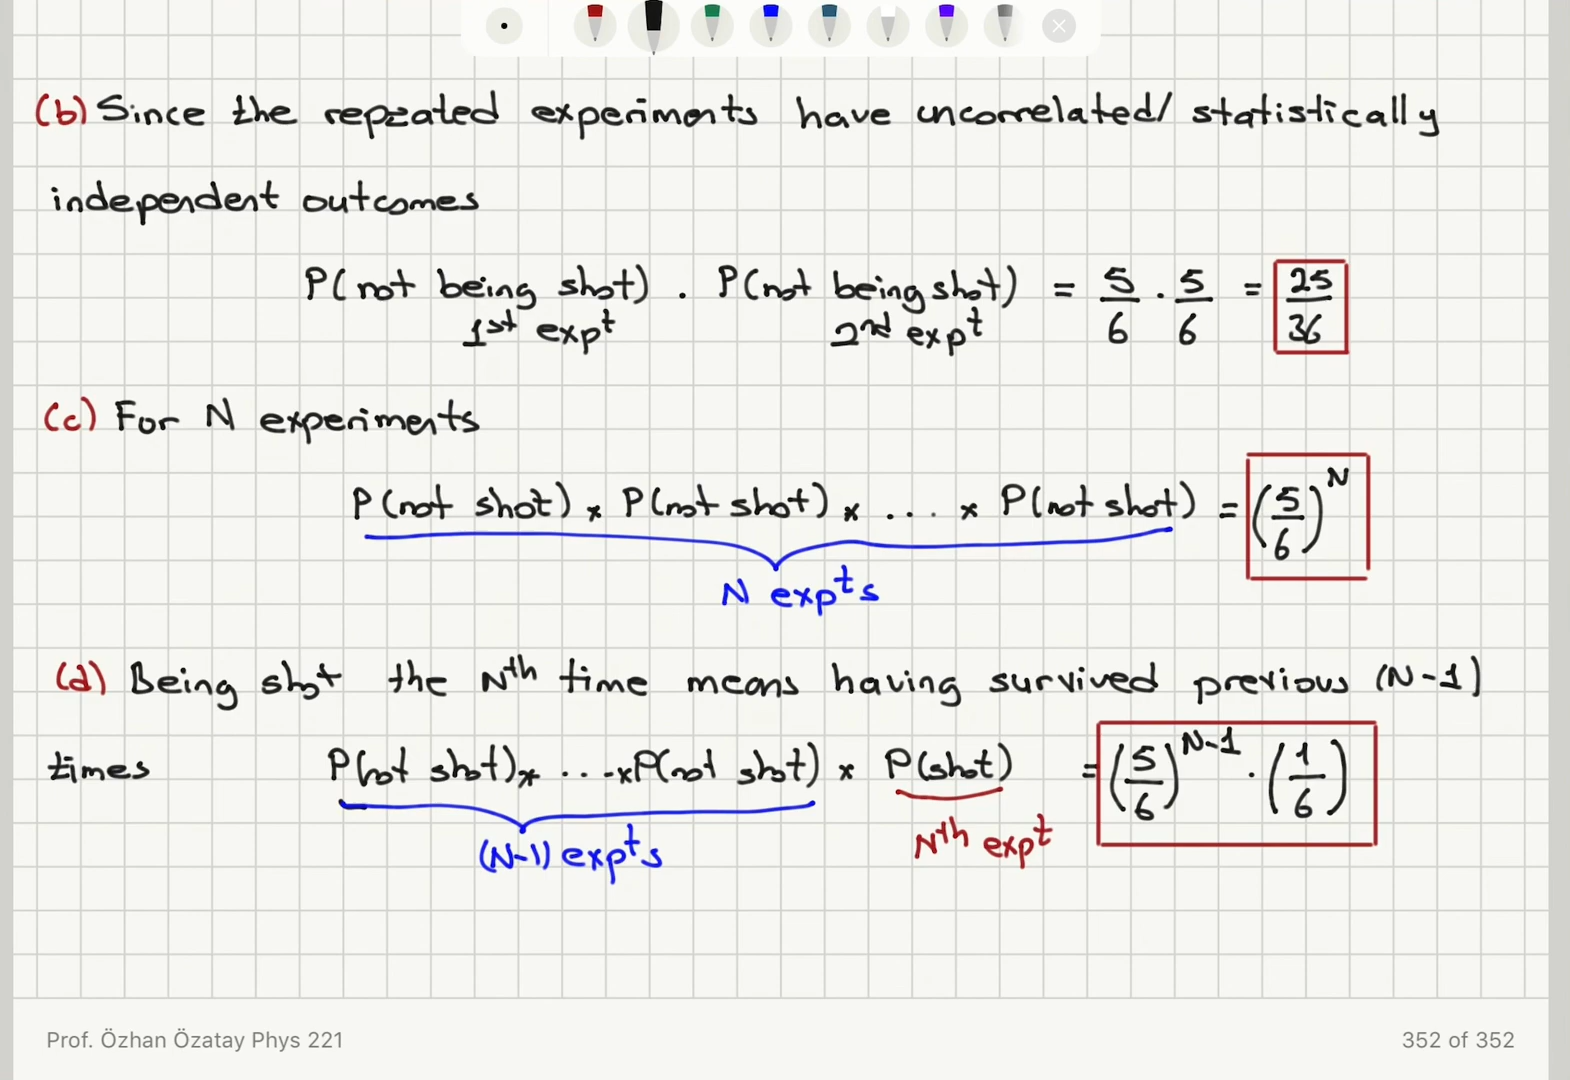 (b) Since the repeated experiments have uncorrelated/ statistically
independent outcomes
P(not being shot) . P(not being shot) = 5/6 . 5/6 = 25/36
1st expt 2nd expt
(c) For N experiments
P(not shot) x P(not shot) x ... x P(not shot) = (5/6)^N
N expts
(d) Being shot the Nth time means having survived previous (N-1)
times P(not shot) x ... x P(not shot) x P(shot) = (5/6)^N-1 . (1/6)
(N-1) expts Nth expt
Prof. Özhan Özatay Phys 221 352 of 352